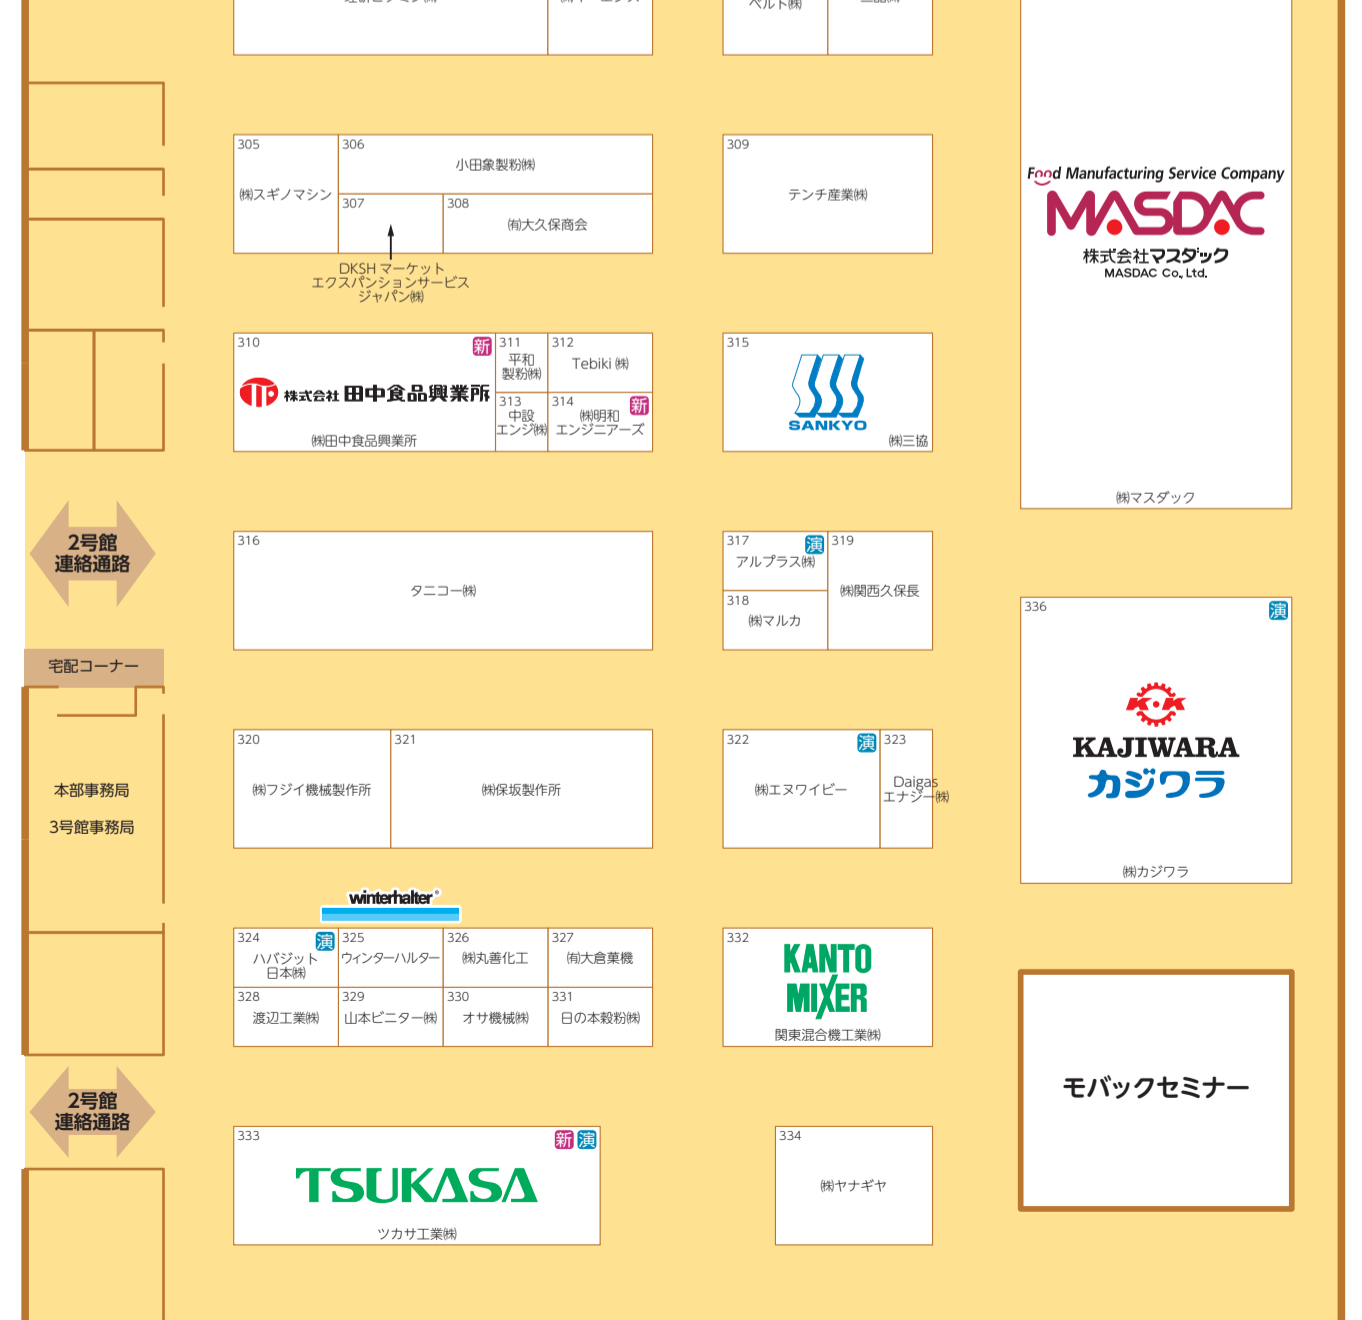 305
㈱スギノマシン
306
小田象製粉㈱
307
DKSH マーケット
エクスパンションサービス
ジャパン㈱
308
㈲大久保商会
309
テンチ産業㈱
Food Manufacturing Service Company
MASDAC
株式会社マスダック
MASDAC Co., Ltd.
㈱マスダック
310
新
TP 株式会社 田中食品興業所
㈱田中食品興業所
311
平和
製粉㈱
312
Tebiki ㈱
313
中設
エンジ㈱
314
新
㈱明和
エンジニアーズ
315
SANKYO
㈱三協
2号館
連絡通路
316
タニコー㈱
317
演
アルプラス㈱
318
㈱マルカ
319
㈱関西久保長
336
演
K・K
KAJIWARA
カジワラ
㈱カジワラ
宅配コーナー
本部事務局
3号館事務局
320
㈱フジイ機械製作所
321
㈱保坂製作所
322
演
㈱エヌワイビー
323
Daigas
エナジー㈱
winterhalter®
324
演
ハバジット
日本㈱
325
ウィンターハルター
326
㈱丸善化工
327
㈲大倉菓機
328
渡辺工業㈱
329
山本ビニター㈱
330
オサ機械㈱
331
日の本穀粉㈱
332
KANTO
MIXER
関東混合機工業㈱
モバックセミナー
2号館
連絡通路
333
新 演
TSUKASA
ツカサ工業㈱
334
㈱ヤナギヤ